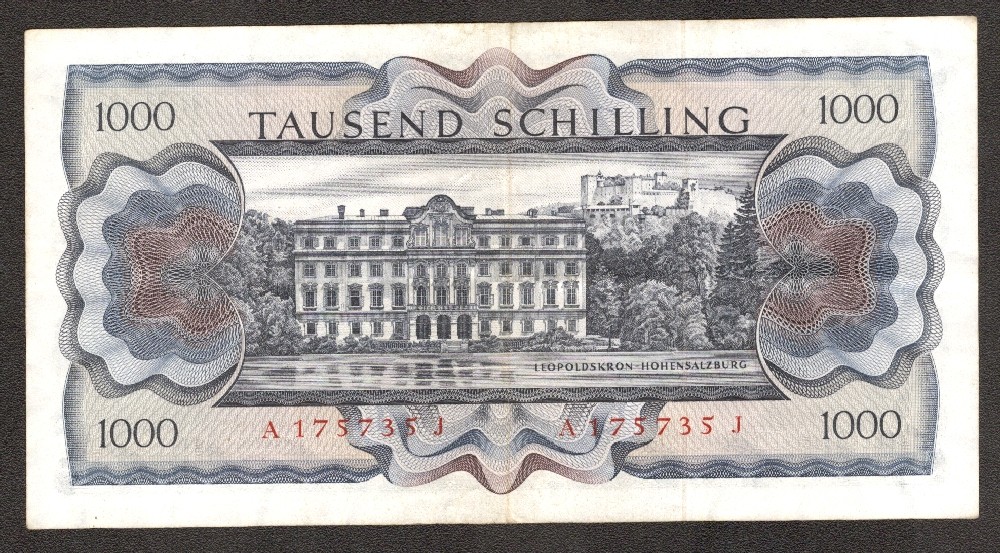 1000 TAUSEND SCHILLING 1000
LEOPOLDSKRON-HOHENSALZBURG
1000 A 175735 J A 175735 J 1000